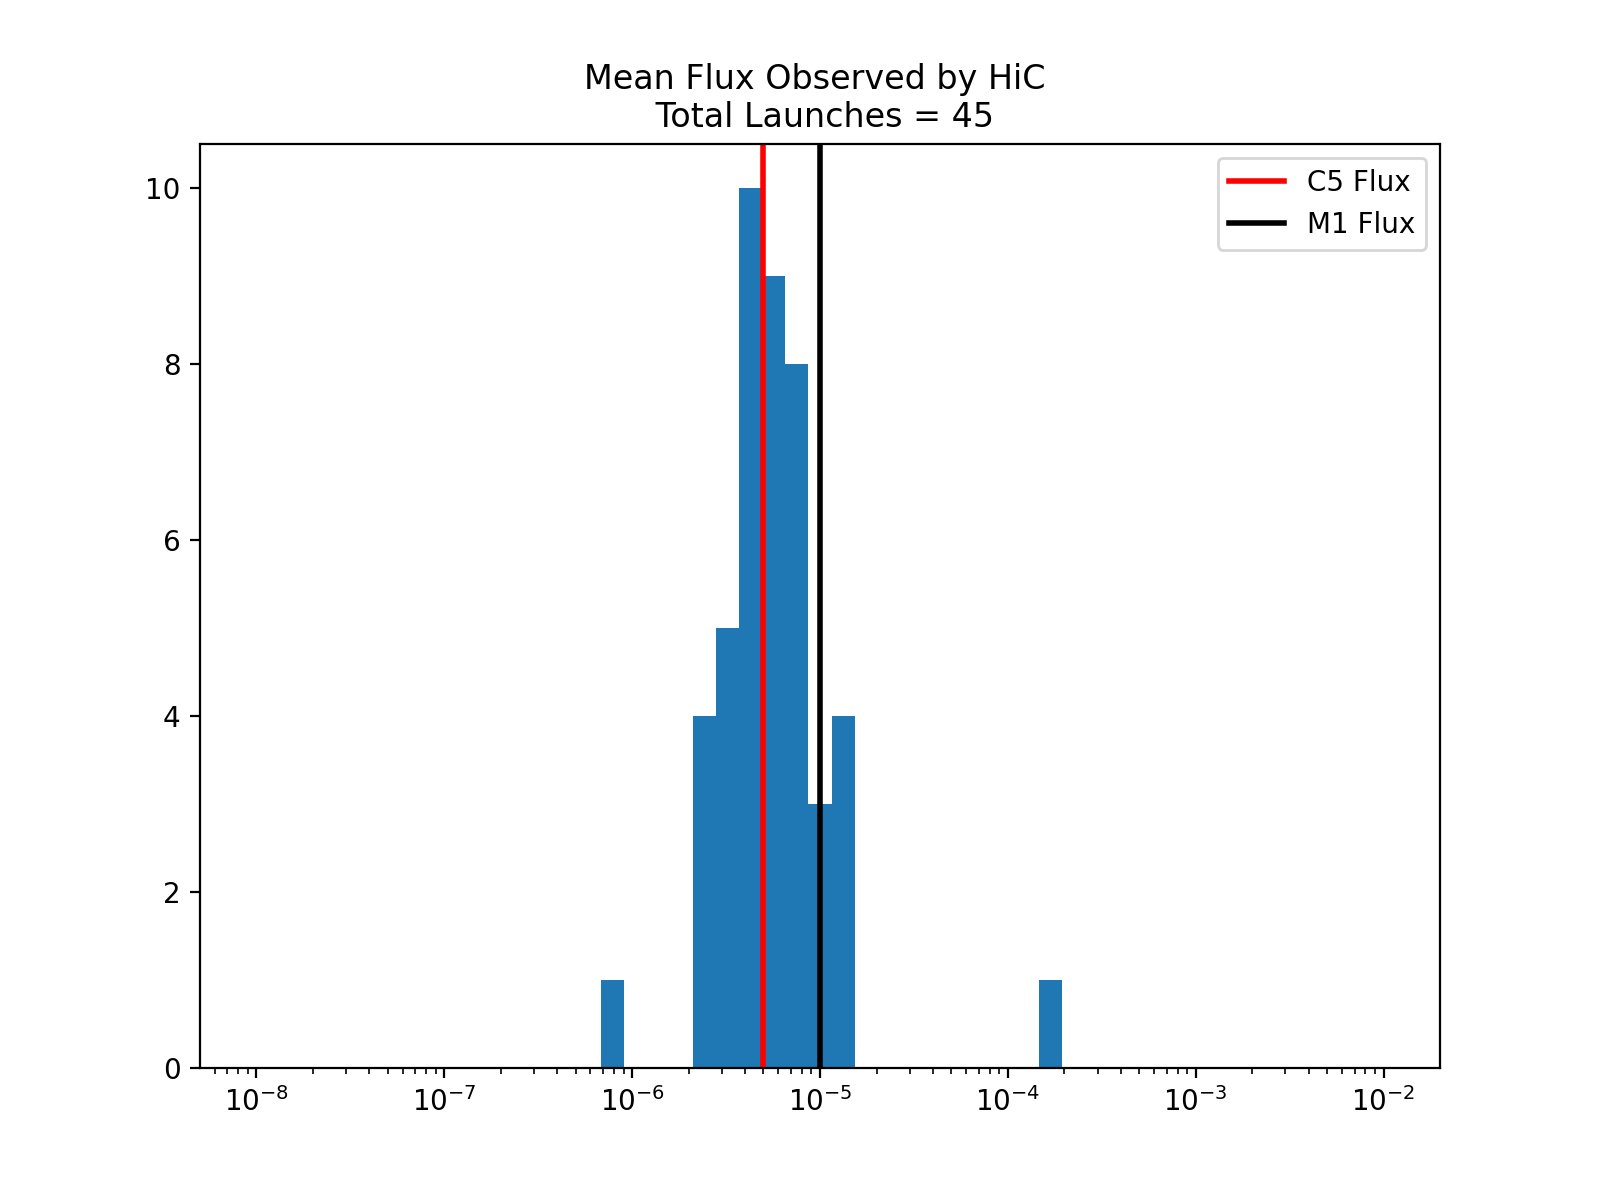 Mean Flux Observed by HiC
Total Launches = 45
C5 Flux
M1 Flux
10
8
6
4
2
0
10⁻⁸ 10⁻⁷ 10⁻⁶ 10⁻⁵ 10⁻⁴ 10⁻³ 10⁻²